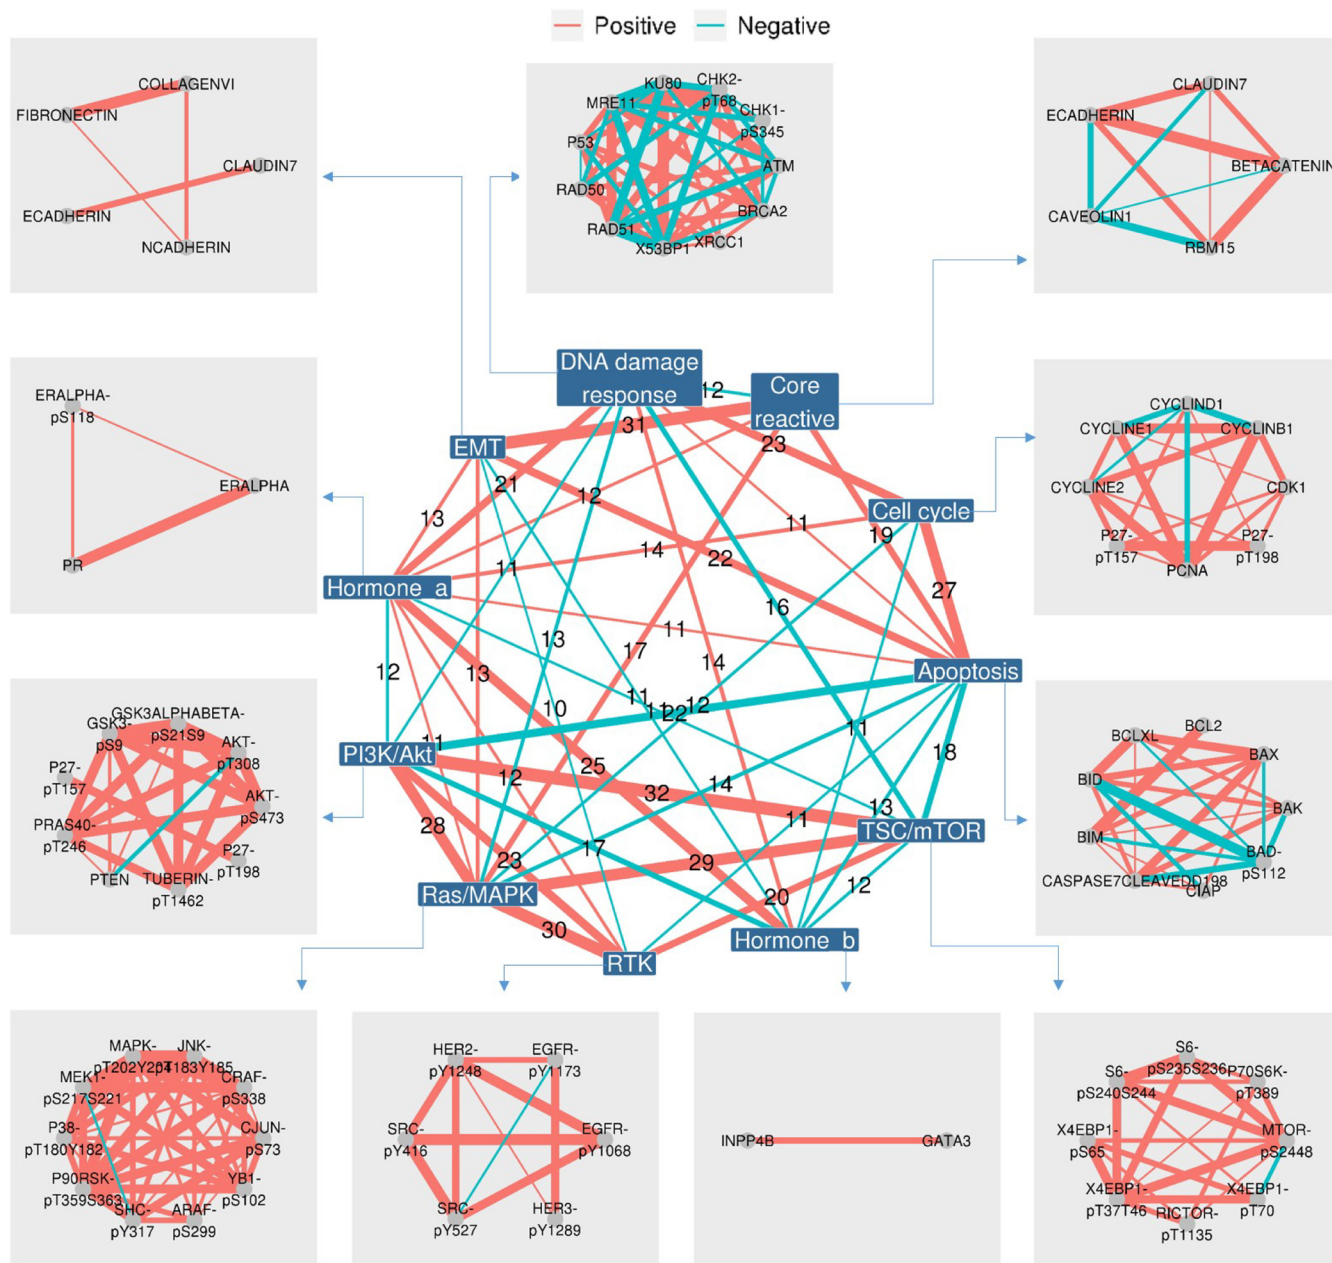 Positive Negative
COLLAGENVI
FIBRONECTIN
CLAUDIN7
ECADHERIN
NCADHERIN
KU80
CHK2-
pT68
MRE11
CHK1-
pS345
P53
ATM
RAD50
BRCA2
RAD51
XRCC1
X53BP1
CLAUDIN7
ECADHERIN
BETACATENIN
CAVEOLIN1
RBM15
ERALPHA-
pS118
ERALPHA
PR
DNA damage
response
Core
reactive
EMT
Cell cycle
Hormone_a
Apoptosis
PI3K/Akt
TSC/mTOR
Ras/MAPK
Hormone_b
RTK
12
31
23
21
12
13
11
19
14
22
11
27
16
11
13
17
14
12
13
11
10
11
22
12
11
18
11
25
12
14
32
13
11
28
23
17
29
12
20
30
CYCLIND1
CYCLINE1
CYCLINB1
CYCLINE2
CDK1
P27-
pT157
P27-
pT198
PCNA
GSK3ALPHABETA-
pS21S9
GSK3-
pS9
AKT-
pT308
P27-
pT157
AKT-
pS473
PRAS40-
pT246
P27-
pT198
PTEN
TUBERIN-
pT1462
BCL2
BCLXL
BAX
BID
BAK
BIM
BAD-
pS112
CASPASE7CLEAVEDD198
CIAP
MAPK-
pT202Y204
JNK-
pT183Y185
MEK1-
pS217S221
CRAF-
pS338
P38-
pT180Y182
CJUN-
pS73
P90RSK-
pT359S363
YB1-
pS102
SHC-
pY317
ARAF-
pS299
HER2-
pY1248
EGFR-
pY1173
SRC-
pY416
EGFR-
pY1068
SRC-
pY527
HER3-
pY1289
INPP4B
GATA3
S6-
pS235S236
S6-
pS240S244
P70S6K-
pT389
X4EBP1-
pS65
MTOR-
pS2448
X4EBP1-
pT37T46
X4EBP1-
pT70
RICTOR-
pT1135